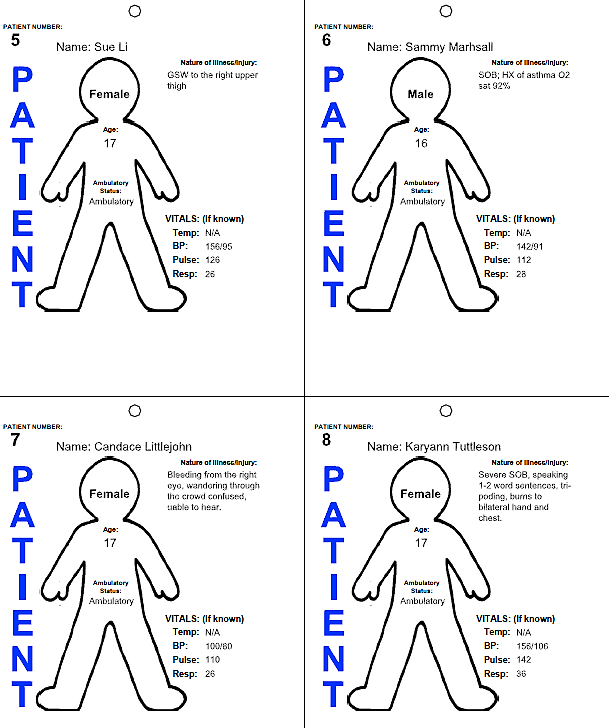 PATIENT NUMBER:
5
Name: Sue Li
Nature of Illness/Injury:
GSW to the right upper
thigh
PATIENT
Female
Age:
17
Ambulatory
Status:
Ambulatory
VITALS: (If known)
Temp: N/A
BP: 156/95
Pulse: 126
Resp: 26
PATIENT NUMBER:
6
Name: Sammy Marhsall
Nature of Illness/Injury:
SOB; HX of asthma O2
sat 92%
PATIENT
Male
Age:
16
Ambulatory
Status:
Ambulatory
VITALS: (If known)
Temp: N/A
BP: 142/91
Pulse: 112
Resp: 28
PATIENT NUMBER:
7
Name: Candace Littlejohn
Nature of Illness/Injury:
Bleeding from the right
eye, wandoring through
the crowd confused,
uable to hear.
PATIENT
Female
Age:
17
Ambulatory
Status:
Ambulatory
VITALS: (If known)
Temp: N/A
BP: 100/60
Pulse: 110
Resp: 26
PATIENT NUMBER:
8
Name: Karyann Tuttleson
Nature of Illness/Injury:
Severe SOB, speaking
1-2 word sentences, tri-
poding, burns to
bilateral hand and
chest.
PATIENT
Female
Age:
17
Ambulatory
Status:
Ambulatory
VITALS: (If known)
Temp: N/A
BP: 156/106
Pulse: 142
Resp: 36